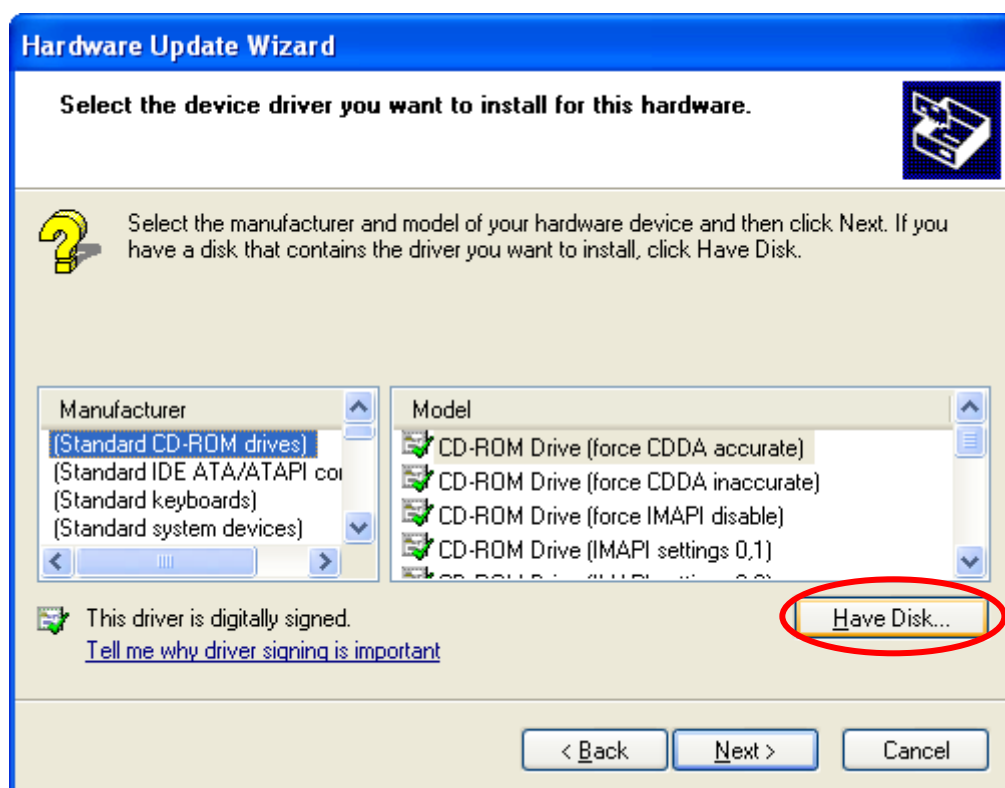 Hardware Update Wizard
Select the device driver you want to install for this hardware.
Select the manufacturer and model of your hardware device and then click Next. If you
have a disk that contains the driver you want to install, click Have Disk.
Manufacturer
(Standard CD-ROM drives)
(Standard IDE ATA/ATAPI cor
(Standard keyboards)
(Standard system devices)
Model
CD-ROM Drive (force CDDA accurate)
CD-ROM Drive (force CDDA inaccurate)
CD-ROM Drive (force IMAPI disable)
CD-ROM Drive (IMAPI settings 0,1)
This driver is digitally signed.
Tell me why driver signing is important
Have Disk...
< Back
Next >
Cancel